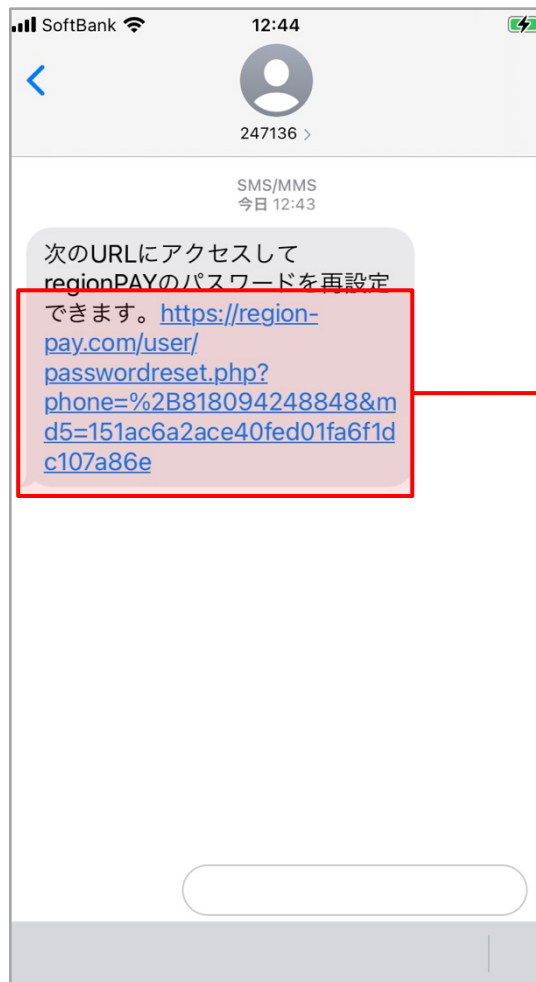 SoftBank 12:44
247136 >
SMS/MMS
今日 12:43
次のURLにアクセスして
regionPAYのパスワードを再設定
できます。https://region-
pay.com/user/
passwordreset.php?
phone=%2B818094248848&m
d5=151ac6a2ace40fed01fa6f1d
c107a86e